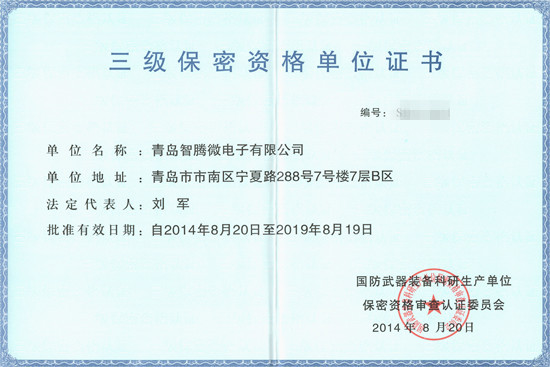 三级保密资格单位证书
编号:
单位名称:青岛智腾微电子有限公司
单位地址:青岛市市南区宁夏路288号7号楼7层B区
法定代表人:刘 军
批准有效日期:自2014年8月20日至2019年8月19日
国防武器装备科研生产单位
保密资格审查认证委员会
2014年8月20日